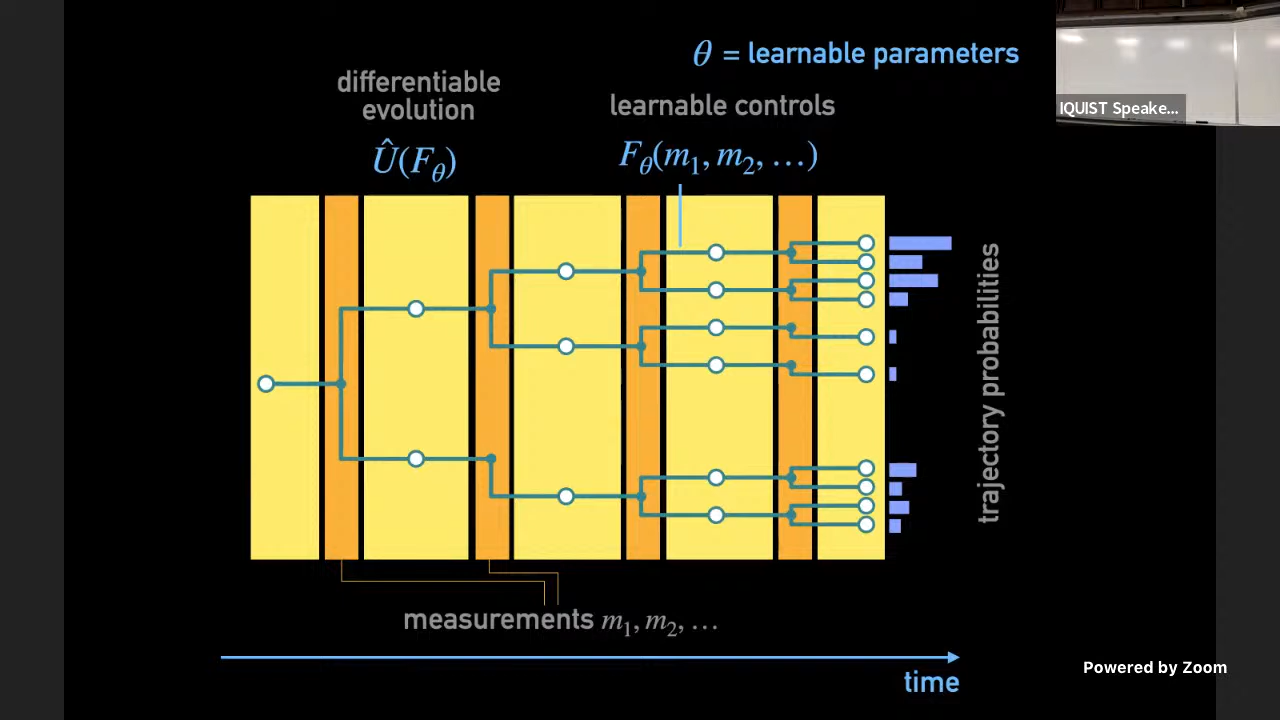 θ = learnable parameters
IQUIST Speake...
differentiable
evolution
learnable controls
Û(F_θ)
F_θ(m₁, m₂, …)
trajectory probabilities
measurements m₁, m₂, …
time
Powered by Zoom